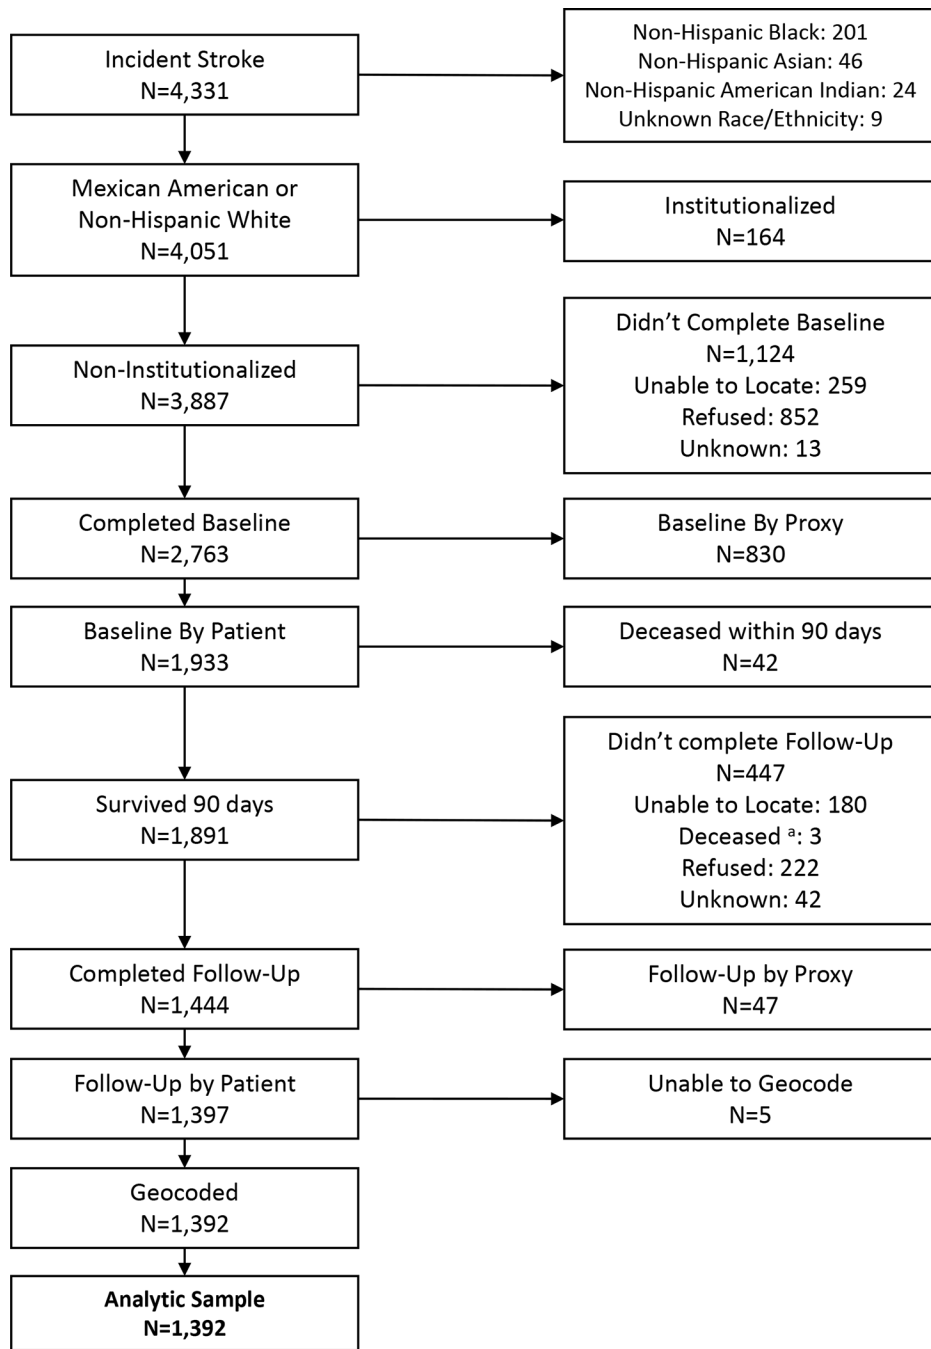 Incident Stroke
N=4,331
Non-Hispanic Black: 201
Non-Hispanic Asian: 46
Non-Hispanic American Indian: 24
Unknown Race/Ethnicity: 9
Mexican American or
Non-Hispanic White
N=4,051
Institutionalized
N=164
Non-Institutionalized
N=3,887
Didn't Complete Baseline
N=1,124
Unable to Locate: 259
Refused: 852
Unknown: 13
Completed Baseline
N=2,763
Baseline By Proxy
N=830
Baseline By Patient
N=1,933
Deceased within 90 days
N=42
Survived 90 days
N=1,891
Didn't complete Follow-Up
N=447
Unable to Locate: 180
Deceased ᵃ: 3
Refused: 222
Unknown: 42
Completed Follow-Up
N=1,444
Follow-Up by Proxy
N=47
Follow-Up by Patient
N=1,397
Unable to Geocode
N=5
Geocoded
N=1,392
Analytic Sample
N=1,392